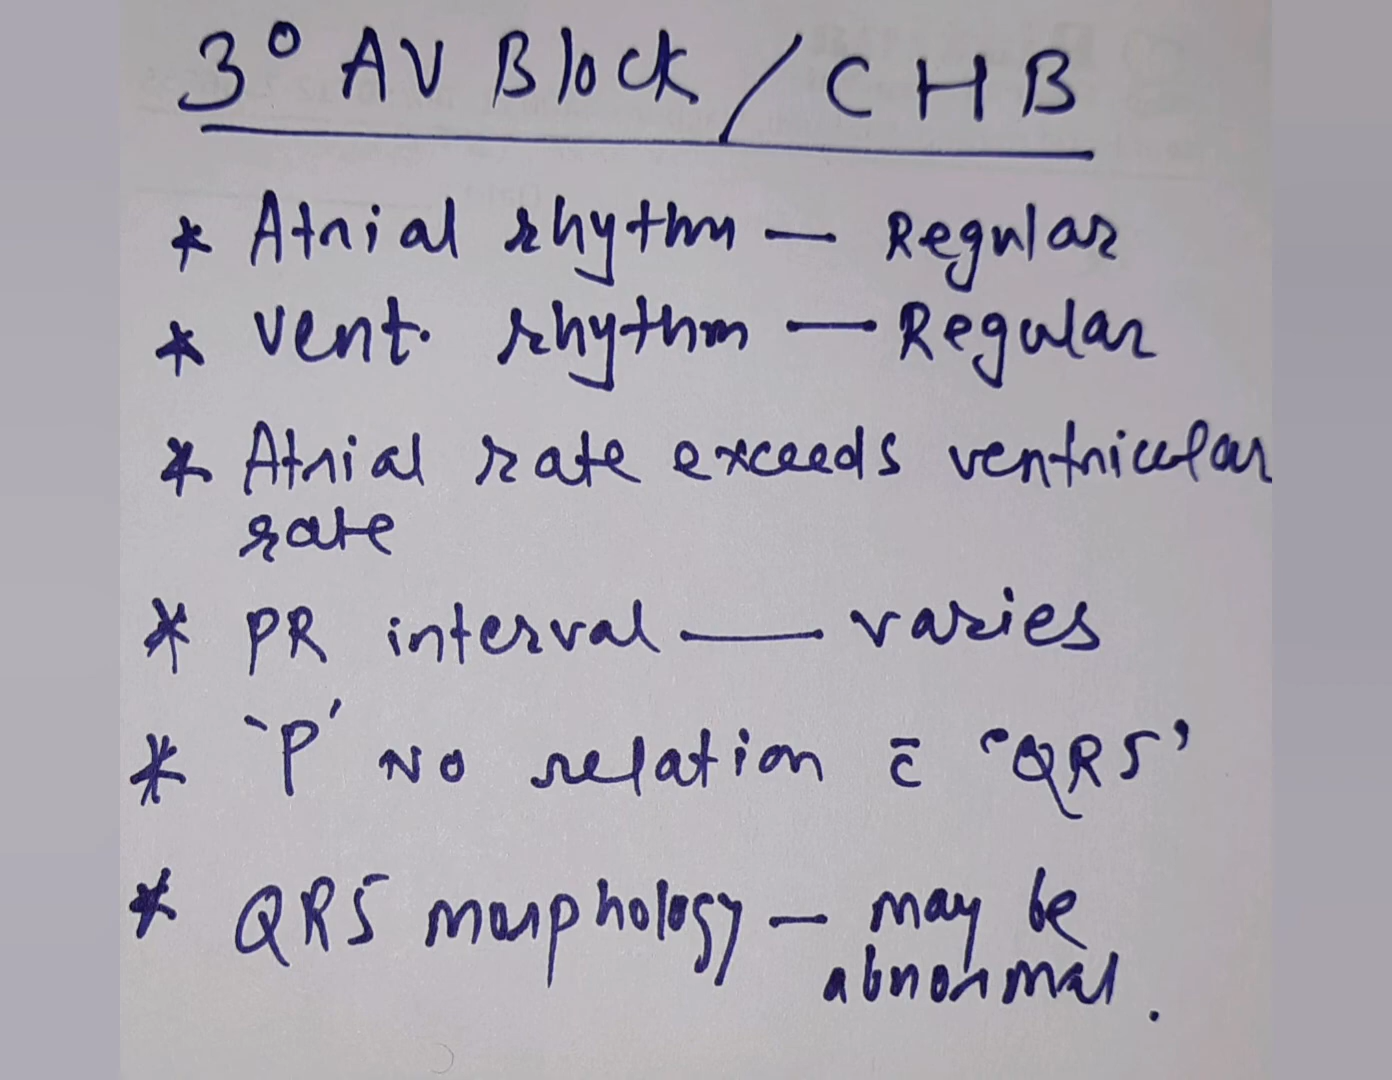 3° AV Block / CHB
* Atrial rhythm — Regular
* vent. rhythm — Regular
* Atrial rate exceeds ventricular
rate
* PR interval — varies
* 'P' NO relation c̄ "QRS'
* QRS morphology – may be
abnormal.